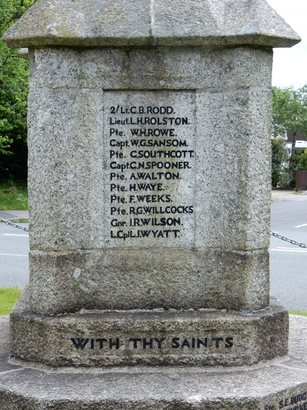 2/Lt. C.B. RODD.
Lieut. L.H. ROLSTON.
Pte. W.H. ROWE.
Capt. W.G. SANSOM.
Pte. C. SOUTHCOTT.
Capt. C.N. SPOONER.
Pte. A. WALTON.
Pte. H. WAYE.
Pte. F. WEEKS.
Pte. R.G. WILLCOCKS
Gnr. J.R. WILSON.
L.Cpl. L.J. WYATT.
WITH THY SAINTS